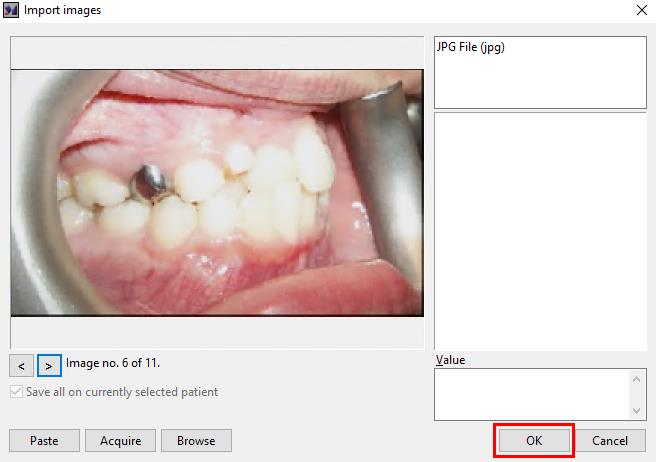 Import images
JPG File (jpg)
< > Image no. 6 of 11.
Save all on currently selected patient
Value
Paste Acquire Browse OK Cancel